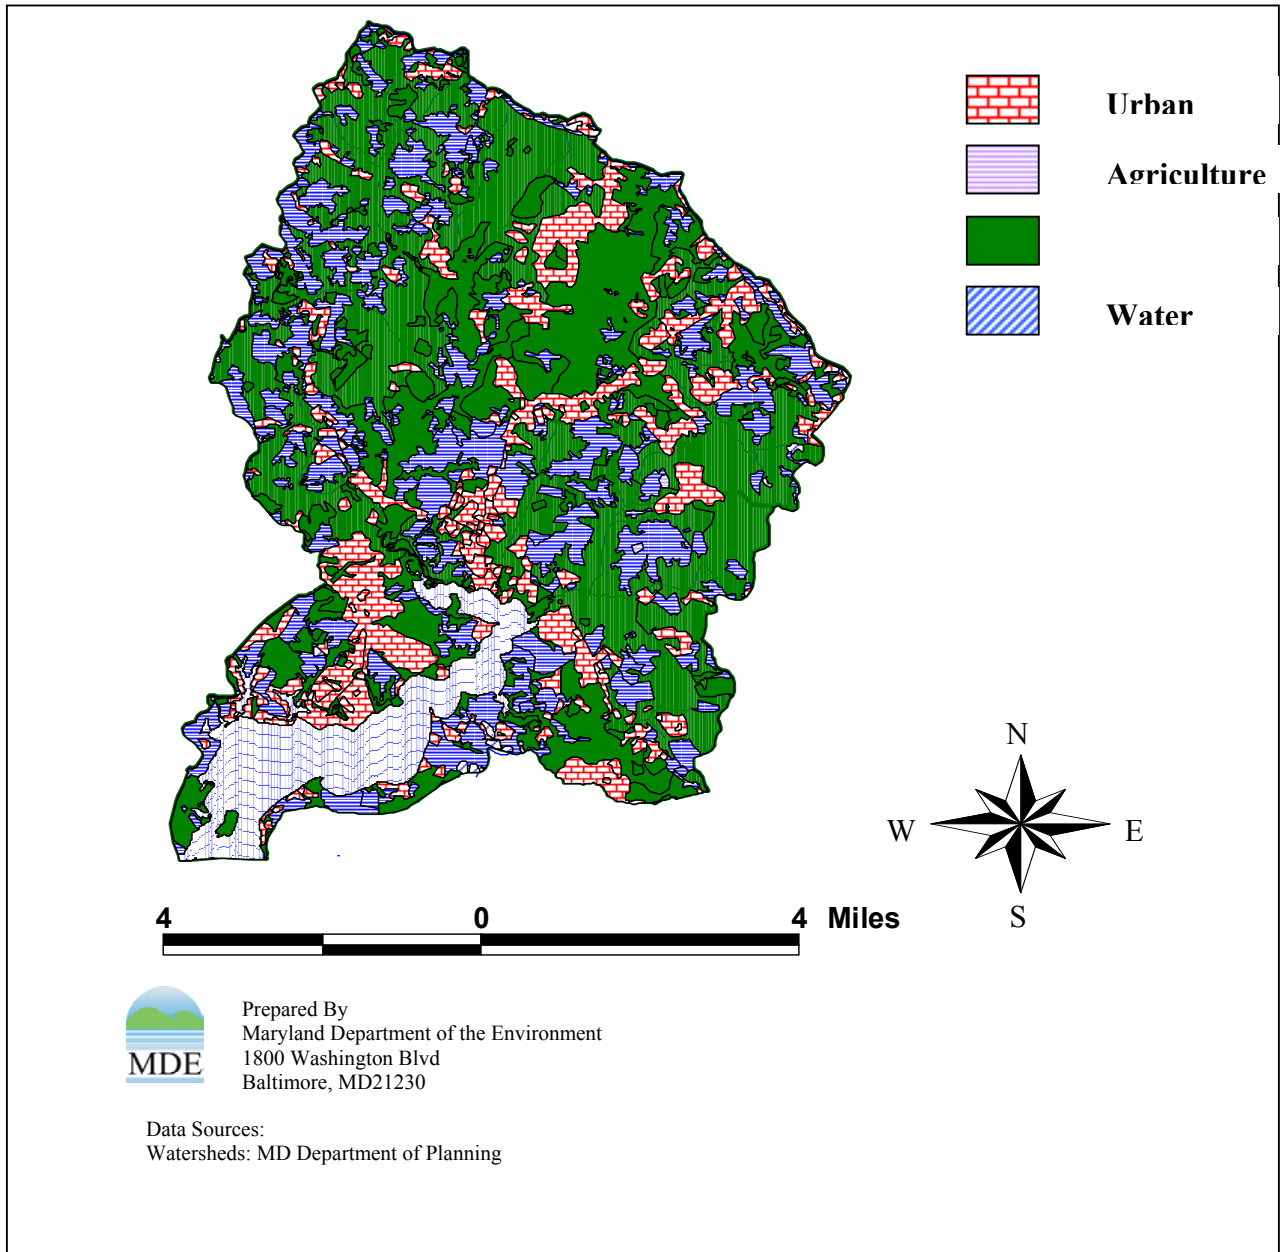 Urban
Agriculture
Water
N
W
E
S
4 0 4 Miles
MDE
Prepared By
Maryland Department of the Environment
1800 Washington Blvd
Baltimore, MD21230
Data Sources:
Watersheds: MD Department of Planning